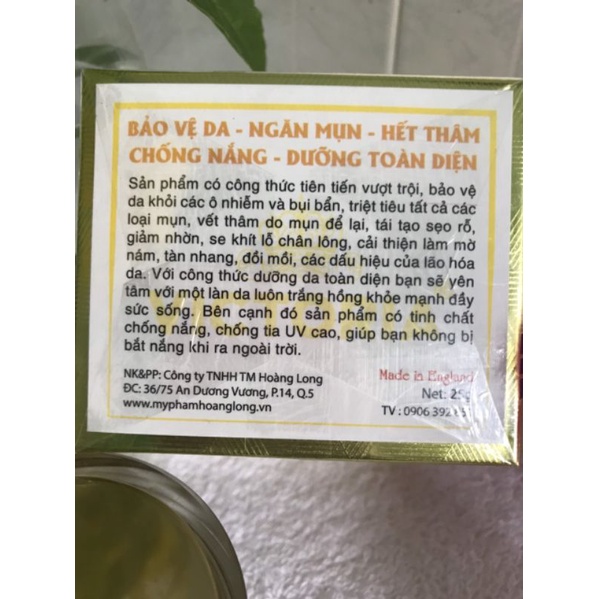 BẢO VỆ DA - NGĂN MỤN - HẾT THÂM
CHỐNG NẮNG - DƯỠNG TOÀN DIỆN
Sản phẩm có công thức tiên tiến vượt trội, bảo vệ
da khỏi các ô nhiễm và bụi bẩn, triệt tiêu tất cả các
loại mụn, vết thâm do mụn để lại, tái tạo sẹo rỗ,
giảm nhờn, se khít lỗ chân lông, cải thiện làm mờ
nám, tàn nhang, đồi mồi, các dấu hiệu của lão hóa
da. Với công thức dưỡng da toàn diện bạn sẽ yên
tâm với một làn da luôn trắng hồng khỏe mạnh đầy
sức sống. Bên cạnh đó sản phẩm có tinh chất
chống nắng, chống tia UV cao, giúp bạn không bị
bắt nắng khi ra ngoài trời.
NK&PP: Công ty TNHH TM Hoàng Long
ĐC: 36/75 An Dương Vương, P.14, Q.5
www.myphamhoanglong.vn
Made in England
Net: 25g
TV : 0906 392